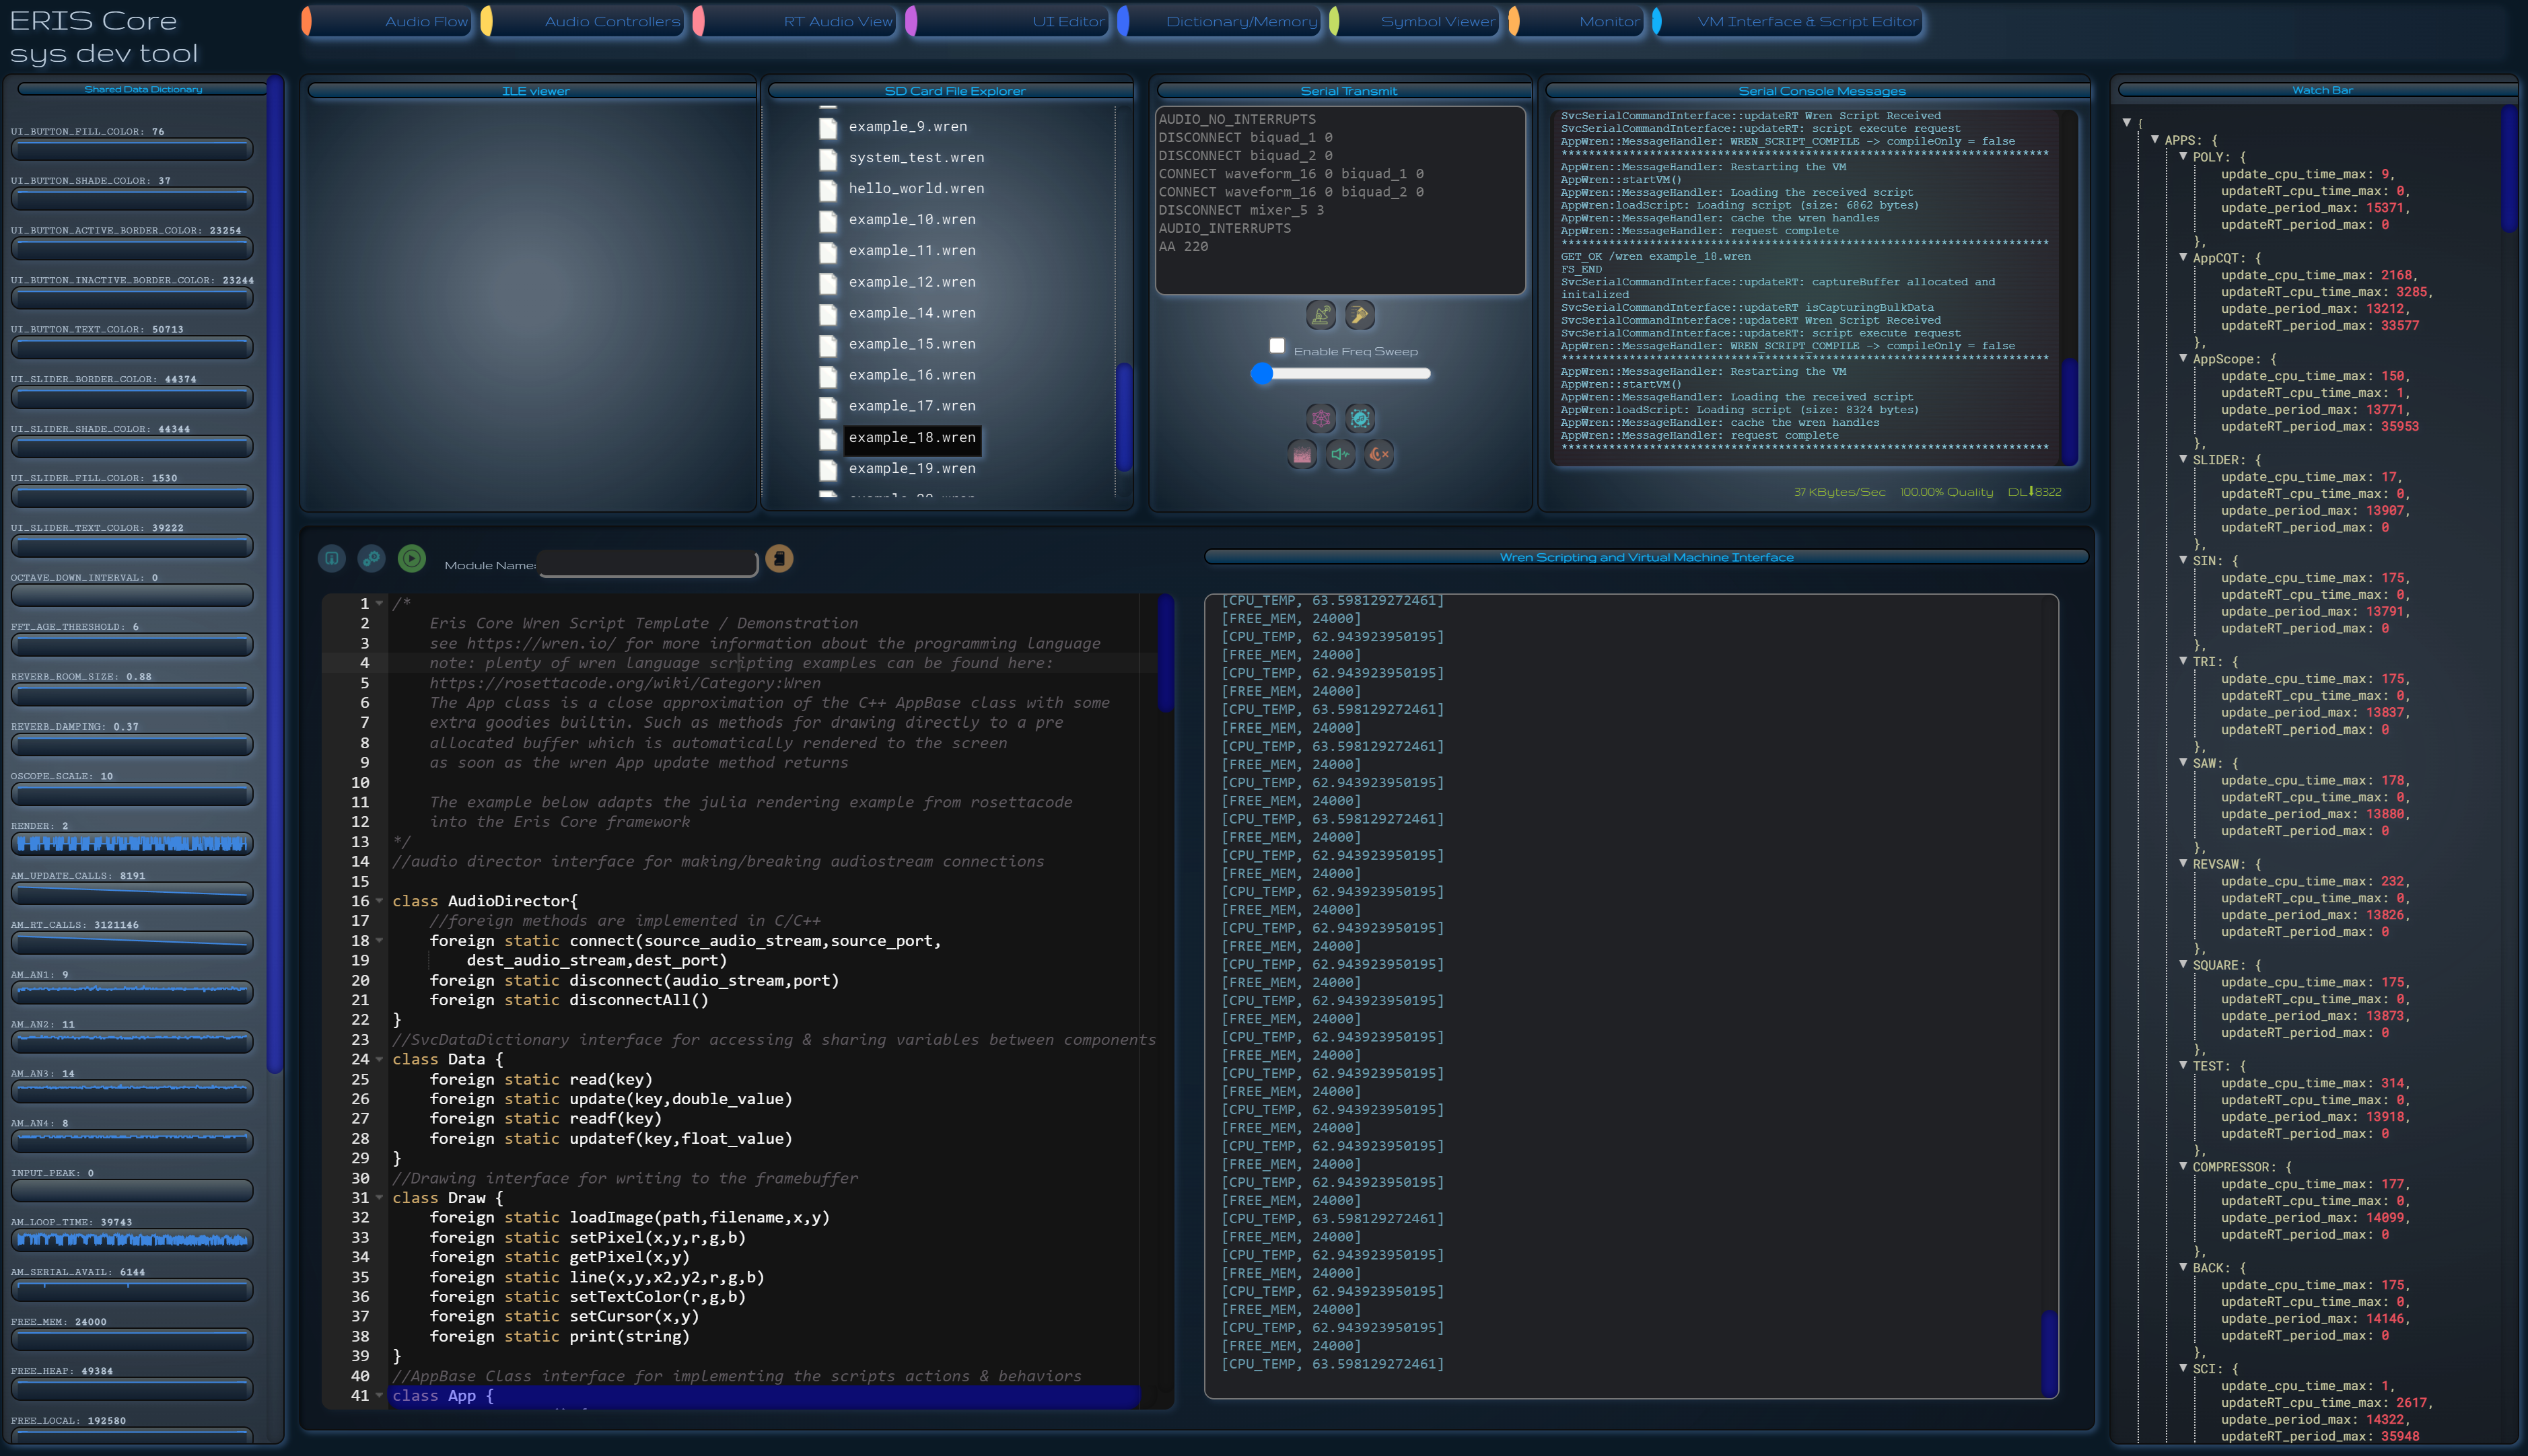 ERIS Core
sys dev tool
Audio Flow
Audio Controllers
RT Audio View
UI Editor
Dictionary/Memory
Symbol Viewer
Monitor
VM Interface & Script Editor
Shared Data Dictionary
UI_BUTTON_FILL_COLOR: 76
UI_BUTTON_SHADE_COLOR: 37
UI_BUTTON_ACTIVE_BORDER_COLOR: 23254
UI_BUTTON_INACTIVE_BORDER_COLOR: 23244
UI_BUTTON_TEXT_COLOR: 50713
UI_SLIDER_BORDER_COLOR: 44374
UI_SLIDER_SHADE_COLOR: 44344
UI_SLIDER_FILL_COLOR: 1530
UI_SLIDER_TEXT_COLOR: 39222
OCTAVE_DOWN_INTERVAL: 0
FFT_AGE_THRESHOLD: 6
REVERB_ROOM_SIZE: 0.88
REVERB_DAMPING: 0.37
OSCOPE_SCALE: 10
RENDER: 2
AM_UPDATE_CALLS: 8191
AM_RT_CALLS: 3121146
AM_AN1: 9
AM_AN2: 11
AM_AN3: 14
AM_AN4: 8
INPUT_PEAK: 0
AM_LOOP_TIME: 39743
AM_SERIAL_AVAIL: 6144
FREE_MEM: 24000
FREE_HEAP: 49384
FREE_LOCAL: 192580
ILE viewer
SD Card File Explorer
example_9.wren
system_test.wren
hello_world.wren
example_10.wren
example_11.wren
example_12.wren
example_14.wren
example_15.wren
example_16.wren
example_17.wren
example_18.wren
example_19.wren
Serial Transmit
AUDIO_NO_INTERRUPTS
DISCONNECT biquad_1 0
DISCONNECT biquad_2 0
CONNECT waveform_16 0 biquad_1 0
CONNECT waveform_16 0 biquad_2 0
DISCONNECT mixer_5 3
AUDIO_INTERRUPTS
AA 220
Enable Freq Sweep
Serial Console Messages
SvcSerialCommandInterface::updateRT Wren Script Received
SvcSerialCommandInterface::updateRT: script execute request
AppWren::MessageHandler: WREN_SCRIPT_COMPILE -> compileOnly = false
***********************************************************************
AppWren::MessageHandler: Restarting the VM
AppWren::startVM()
AppWren::MessageHandler: Loading the received script
AppWren:loadScript: Loading script (size: 6862 bytes)
AppWren::MessageHandler: cache the wren handles
AppWren::MessageHandler: request complete
***********************************************************************
GET_OK /wren example_18.wren
FS_END
SvcSerialCommandInterface::updateRT: captureBuffer allocated and
initalized
SvcSerialCommandInterface::updateRT isCapturingBulkData
SvcSerialCommandInterface::updateRT Wren Script Received
SvcSerialCommandInterface::updateRT: script execute request
AppWren::MessageHandler: WREN_SCRIPT_COMPILE -> compileOnly = false
***********************************************************************
AppWren::MessageHandler: Restarting the VM
AppWren::startVM()
AppWren::MessageHandler: Loading the received script
AppWren:loadScript: Loading script (size: 8324 bytes)
AppWren::MessageHandler: cache the wren handles
AppWren::MessageHandler: request complete
***********************************************************************
37 KBytes/Sec 100.00% Quality DL⬇8322
Module Name:
1 /*
2 Eris Core Wren Script Template / Demonstration
3 see https://wren.io/ for more information about the programming language
4 note: plenty of wren language scripting examples can be found here:
5 https://rosettacode.org/wiki/Category:Wren
6 The App class is a close approximation of the C++ AppBase class with some
7 extra goodies builtin. Such as methods for drawing directly to a pre
8 allocated buffer which is automatically rendered to the screen
9 as soon as the wren App update method returns
10
11 The example below adapts the julia rendering example from rosettacode
12 into the Eris Core framework
13 */
14 //audio director interface for making/breaking audiostream connections
15
16 class AudioDirector{
17 //foreign methods are implemented in C/C++
18 foreign static connect(source_audio_stream,source_port,
19 dest_audio_stream,dest_port)
20 foreign static disconnect(audio_stream,port)
21 foreign static disconnectAll()
22 }
23 //SvcDataDictionary interface for accessing & sharing variables between components
24 class Data {
25 foreign static read(key)
26 foreign static update(key,double_value)
27 foreign static readf(key)
28 foreign static updatef(key,float_value)
29 }
30 //Drawing interface for writing to the framebuffer
31 class Draw {
32 foreign static loadImage(path,filename,x,y)
33 foreign static setPixel(x,y,r,g,b)
34 foreign static getPixel(x,y)
35 foreign static line(x,y,x2,y2,r,g,b)
36 foreign static setTextColor(r,g,b)
37 foreign static setCursor(x,y)
38 foreign static print(string)
39 }
40 //AppBase Class interface for implementing the scripts actions & behaviors
41 class App {
Wren Scripting and Virtual Machine Interface
[CPU_TEMP, 63.598129272461]
[FREE_MEM, 24000]
[CPU_TEMP, 62.943923950195]
[FREE_MEM, 24000]
[CPU_TEMP, 62.943923950195]
[FREE_MEM, 24000]
[CPU_TEMP, 63.598129272461]
[FREE_MEM, 24000]
[CPU_TEMP, 63.598129272461]
[FREE_MEM, 24000]
[CPU_TEMP, 62.943923950195]
[FREE_MEM, 24000]
[CPU_TEMP, 63.598129272461]
[FREE_MEM, 24000]
[CPU_TEMP, 62.943923950195]
[FREE_MEM, 24000]
[CPU_TEMP, 62.943923950195]
[FREE_MEM, 24000]
[CPU_TEMP, 62.943923950195]
[FREE_MEM, 24000]
[CPU_TEMP, 62.943923950195]
[FREE_MEM, 24000]
[CPU_TEMP, 62.943923950195]
[FREE_MEM, 24000]
[CPU_TEMP, 62.943923950195]
[FREE_MEM, 24000]
[CPU_TEMP, 62.943923950195]
[FREE_MEM, 24000]
[CPU_TEMP, 62.943923950195]
[FREE_MEM, 24000]
[CPU_TEMP, 62.943923950195]
[FREE_MEM, 24000]
[CPU_TEMP, 62.943923950195]
[FREE_MEM, 24000]
[CPU_TEMP, 63.598129272461]
[FREE_MEM, 24000]
[CPU_TEMP, 62.943923950195]
[FREE_MEM, 24000]
[CPU_TEMP, 62.943923950195]
[FREE_MEM, 24000]
[CPU_TEMP, 62.943923950195]
[FREE_MEM, 24000]
[CPU_TEMP, 63.598129272461]
Watch Bar
{
APPS: {
POLY: {
update_cpu_time_max: 9,
updateRT_cpu_time_max: 0,
update_period_max: 15371,
updateRT_period_max: 0
},
AppCQT: {
update_cpu_time_max: 2168,
updateRT_cpu_time_max: 3285,
update_period_max: 13212,
updateRT_period_max: 33577
},
AppScope: {
update_cpu_time_max: 150,
updateRT_cpu_time_max: 1,
update_period_max: 13771,
updateRT_period_max: 35953
},
SLIDER: {
update_cpu_time_max: 17,
updateRT_cpu_time_max: 0,
update_period_max: 13907,
updateRT_period_max: 0
},
SIN: {
update_cpu_time_max: 175,
updateRT_cpu_time_max: 0,
update_period_max: 13791,
updateRT_period_max: 0
},
TRI: {
update_cpu_time_max: 175,
updateRT_cpu_time_max: 0,
update_period_max: 13837,
updateRT_period_max: 0
},
SAW: {
update_cpu_time_max: 178,
updateRT_cpu_time_max: 0,
update_period_max: 13880,
updateRT_period_max: 0
},
REVSAW: {
update_cpu_time_max: 232,
updateRT_cpu_time_max: 0,
update_period_max: 13826,
updateRT_period_max: 0
},
SQUARE: {
update_cpu_time_max: 175,
updateRT_cpu_time_max: 0,
update_period_max: 13873,
updateRT_period_max: 0
},
TEST: {
update_cpu_time_max: 314,
updateRT_cpu_time_max: 0,
update_period_max: 13918,
updateRT_period_max: 0
},
COMPRESSOR: {
update_cpu_time_max: 177,
updateRT_cpu_time_max: 0,
update_period_max: 14099,
updateRT_period_max: 0
},
BACK: {
update_cpu_time_max: 175,
updateRT_cpu_time_max: 0,
update_period_max: 14146,
updateRT_period_max: 0
},
SCI: {
update_cpu_time_max: 1,
updateRT_cpu_time_max: 2617,
update_period_max: 14322,
updateRT_period_max: 35948